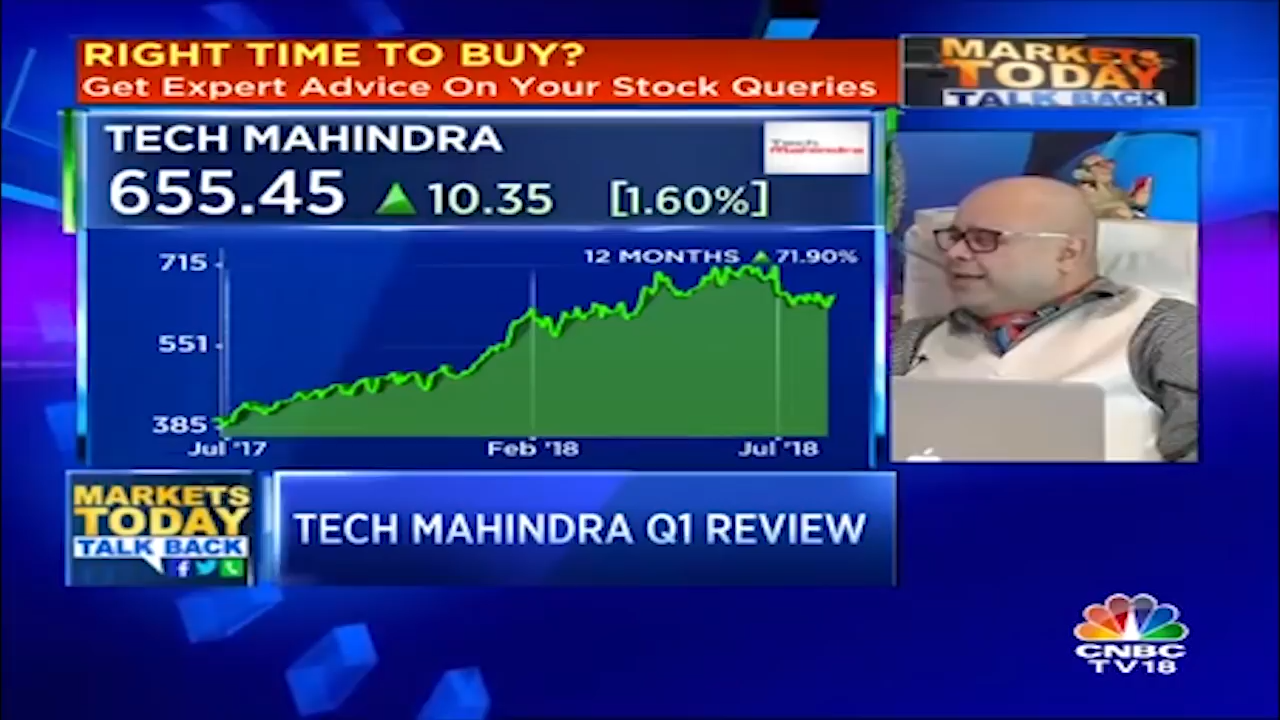 RIGHT TIME TO BUY?
Get Expert Advice On Your Stock Queries
MARKETS
TODAY
TALK BACK
TECH MAHINDRA
Tech
Mahindra
655.45 ▲ 10.35 [1.60%]
12 MONTHS ▲ 71.90%
715
551
385
Jul '17 Feb '18 Jul '18
MARKETS
TODAY
TALK BACK
TECH MAHINDRA Q1 REVIEW
CNBC
TV18